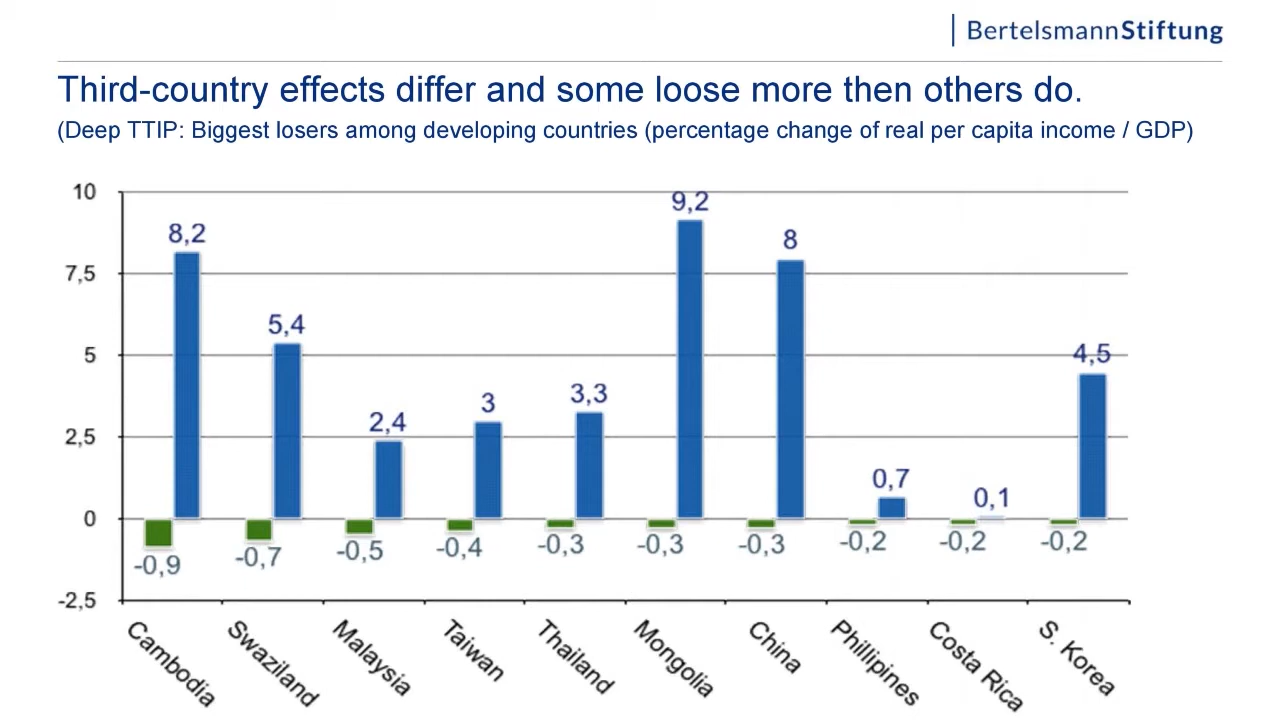 BertelsmannStiftung
Third-country effects differ and some loose more then others do.
(Deep TTIP: Biggest losers among developing countries (percentage change of real per capita income / GDP)
10
7,5
5
2,5
0
-2,5
8,2
5,4
2,4
3
3,3
9,2
8
0,7
0,1
4,5
-0,9
-0,7
-0,5
-0,4
-0,3
-0,3
-0,3
-0,2
-0,2
-0,2
Cambodia
Swaziland
Malaysia
Taiwan
Thailand
Mongolia
China
Phillipines
Costa Rica
S. Korea